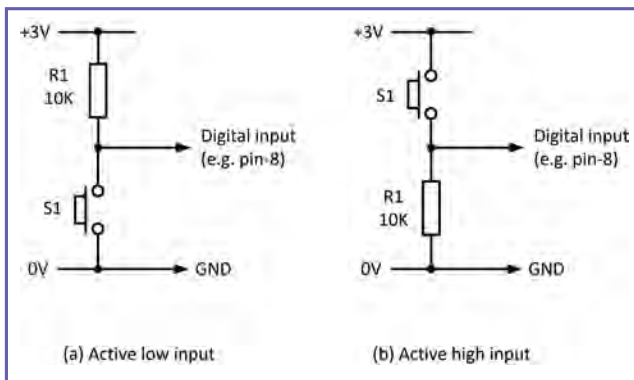 +3V
R1
10K
Digital input
(e.g. pin-8)
S1
0V
GND
(a) Active low input
+3V
S1
Digital input
(e.g. pin-8)
R1
10K
0V
GND
(b) Active high input